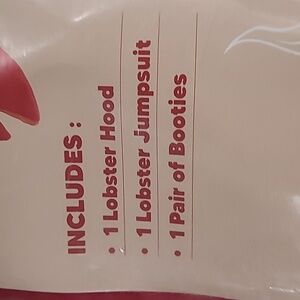 INCLUDES :
• 1 Lobster Hood
• 1 Lobster Jumpsuit
• 1 Pair of Booties